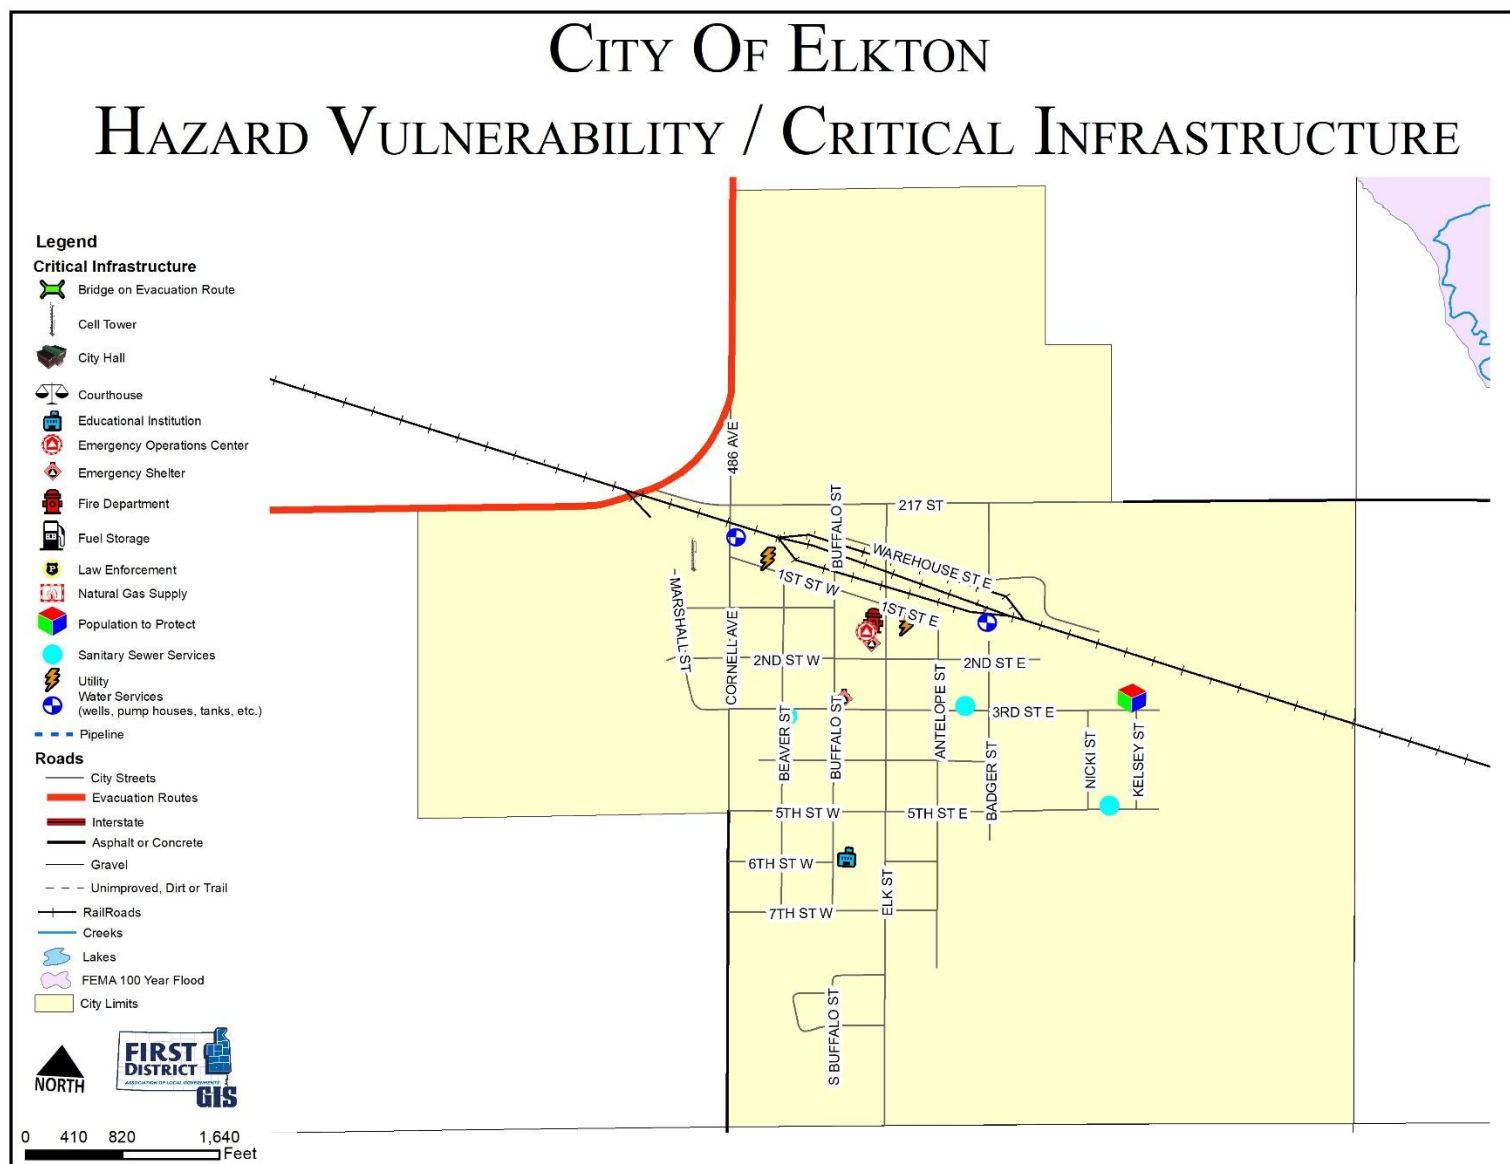 CITY OF ELKTON
HAZARD VULNERABILITY / CRITICAL INFRASTRUCTURE
Legend
Critical Infrastructure
Bridge on Evacuation Route
Cell Tower
City Hall
Courthouse
Educational Institution
Emergency Operations Center
Emergency Shelter
Fire Department
Fuel Storage
Law Enforcement
Natural Gas Supply
Population to Protect
Sanitary Sewer Services
Utility
Water Services
(wells, pump houses, tanks, etc.)
Pipeline
Roads
City Streets
Evacuation Routes
Interstate
Asphalt or Concrete
Gravel
Unimproved, Dirt or Trail
RailRoads
Creeks
Lakes
FEMA 100 Year Flood
City Limits
NORTH
FIRST
DISTRICT
ASSOCIATION OF LOCAL GOVERNMENTS
GIS
0 410 820 1,640
Feet
486 AVE
BUFFALO ST
217 ST
WAREHOUSE ST E
1ST ST W
1ST ST E
MARSHALL ST
CORNELL AVE
2ND ST W
2ND ST E
ANTELOPE ST
3RD ST E
BEAVER ST
BUFFALO ST
BADGER ST
NICKI ST
KELSEY ST
5TH ST W
5TH ST E
6TH ST W
ELK ST
7TH ST W
S BUFFALO ST